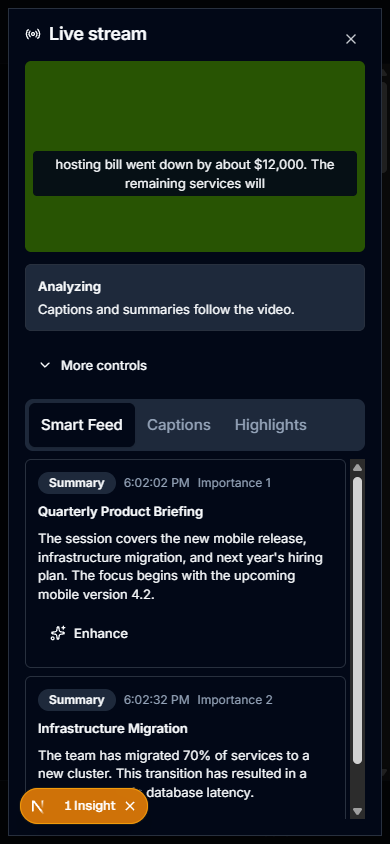 Live stream
hosting bill went down by about $12,000. The
remaining services will
Analyzing
Captions and summaries follow the video.
More controls
Smart Feed Captions Highlights
Summary 6:02:02 PM Importance 1
Quarterly Product Briefing
The session covers the new mobile release,
infrastructure migration, and next year's hiring
plan. The focus begins with the upcoming
mobile version 4.2.
Enhance
Summary 6:02:32 PM Importance 2
Infrastructure Migration
The team has migrated 70% of services to a
new cluster. This transition has resulted in a
database latency.
N 1 Insight